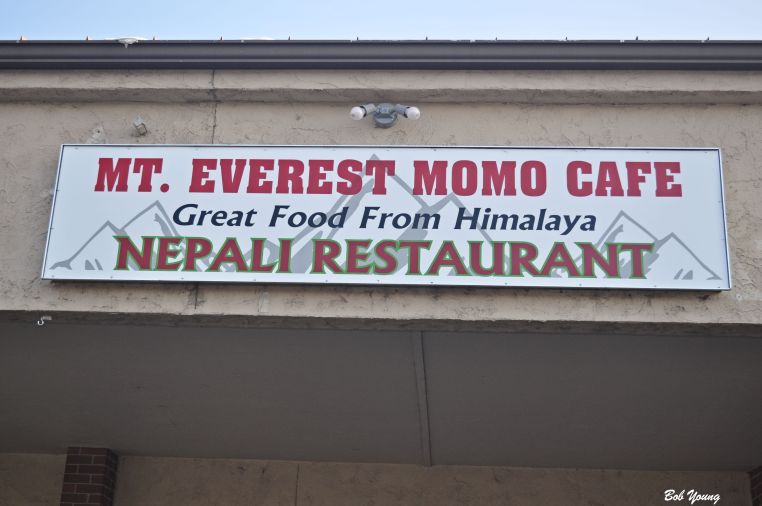 MT. EVEREST MOMO CAFE
Great Food From Himalaya
NEPALI RESTAURANT
Bob Young